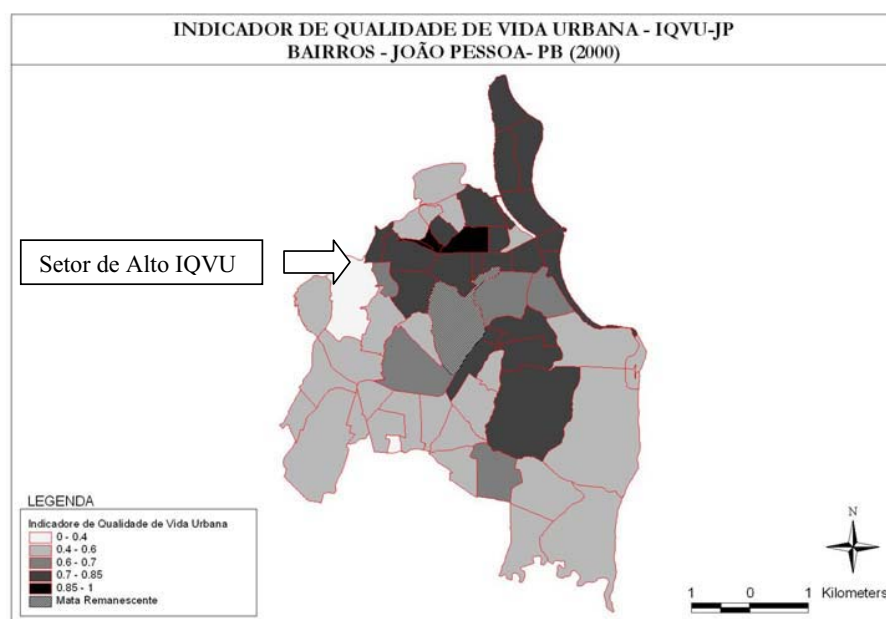 INDICADOR DE QUALIDADE DE VIDA URBANA - IQVU-JP
BAIRROS - JOÃO PESSOA- PB (2000)
Setor de Alto IQVU
LEGENDA
Indicadore de Qualidade de Vida Urbana
0 - 0.4
0.4 - 0.6
0.6 - 0.7
0.7 - 0.85
0.85 - 1
Mata Remanescente
N
1 0 1 Kilometers